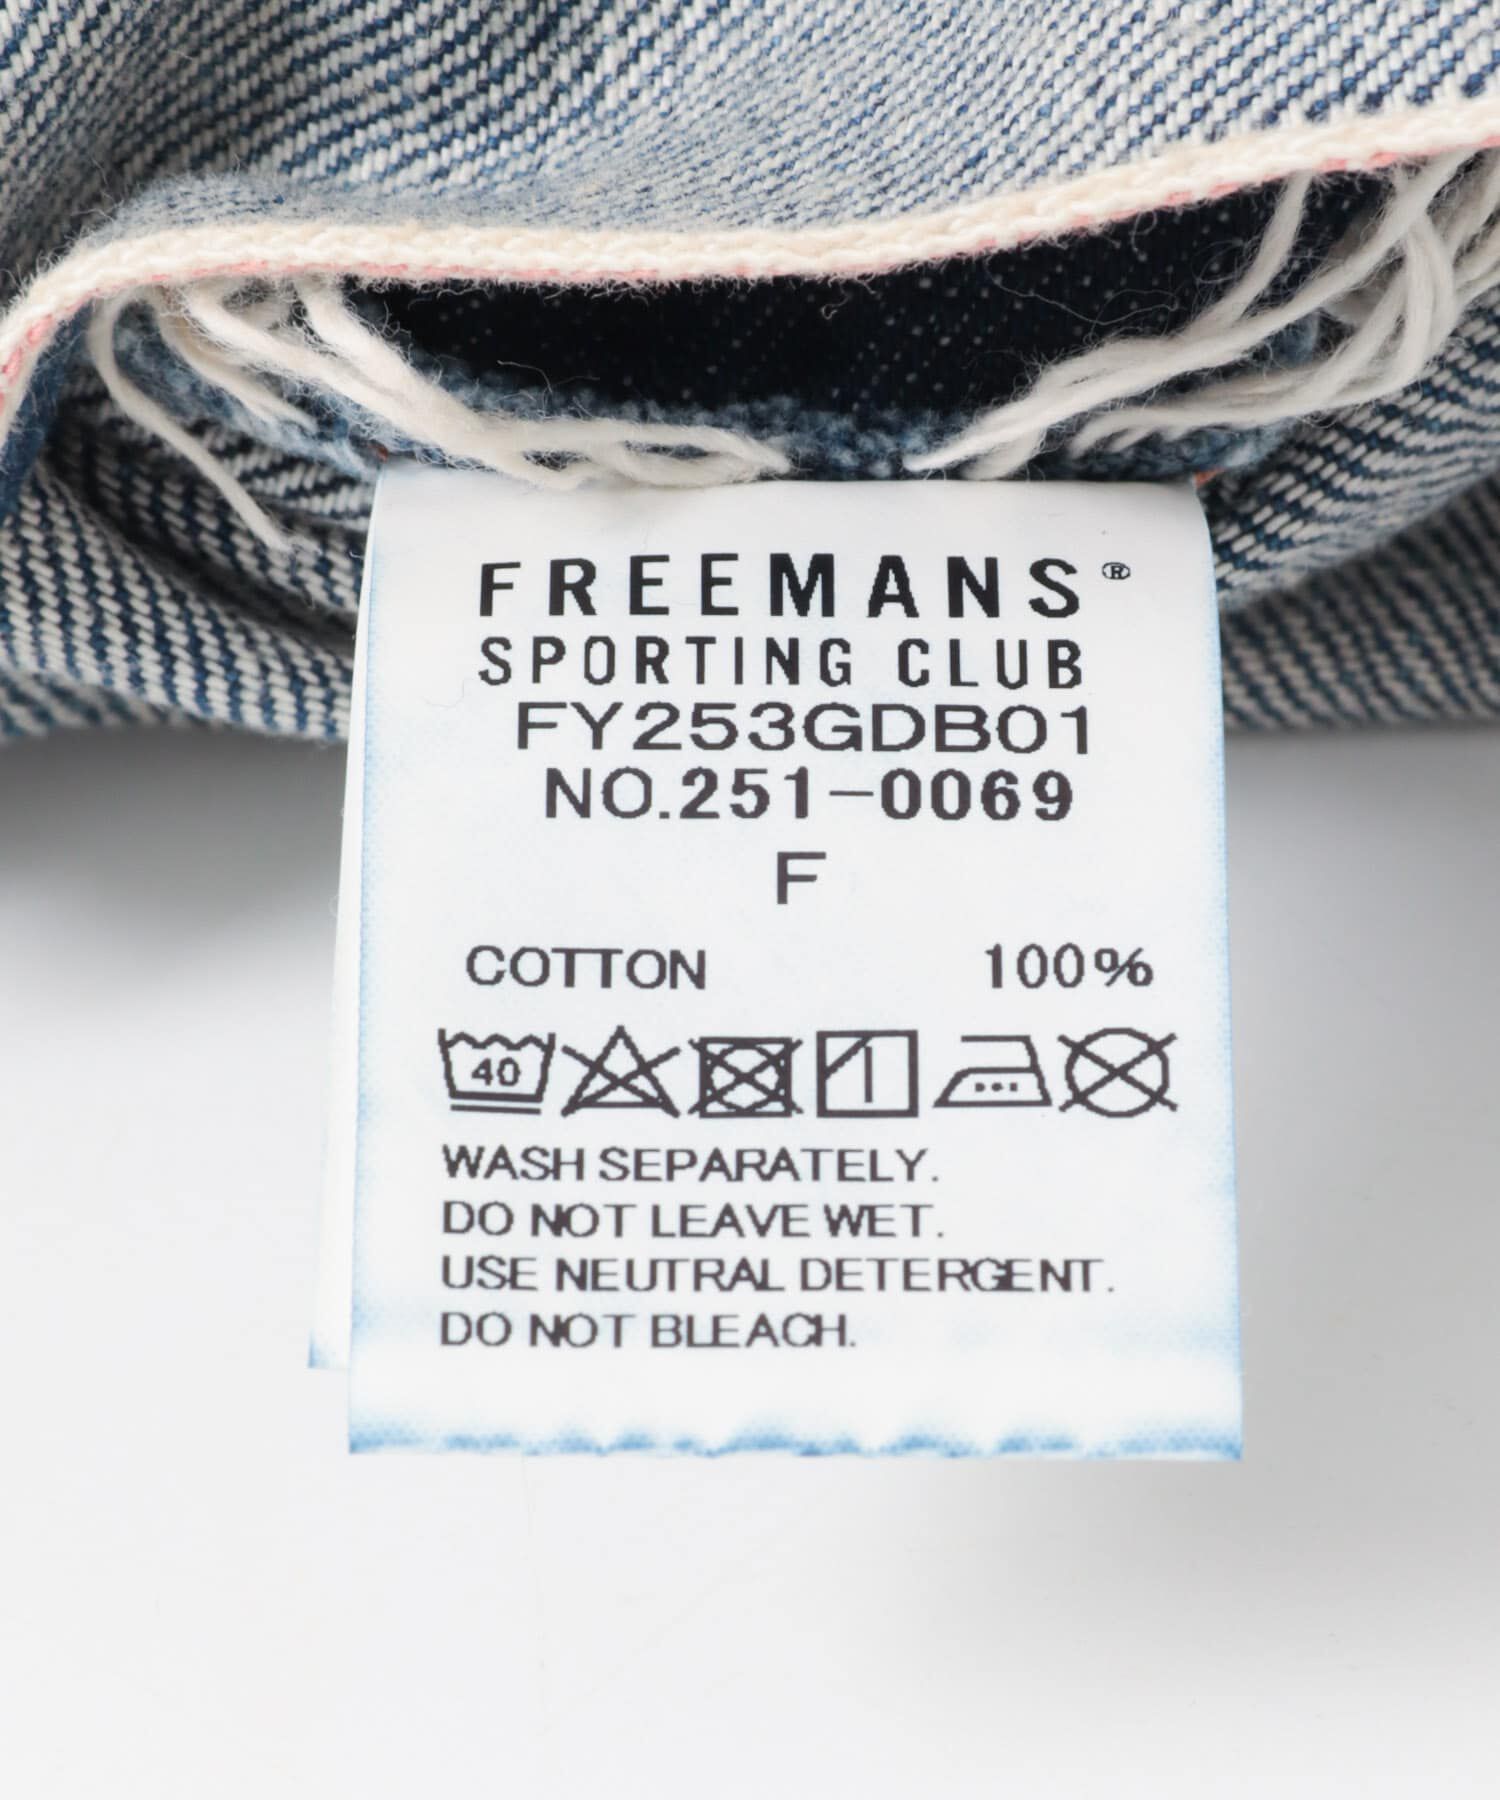 FREEMANS®
SPORTING CLUB
FY253GDB01
NO.251-0069
F
COTTON 100%
40
WASH SEPARATELY.
DO NOT LEAVE WET.
USE NEUTRAL DETERGENT.
DO NOT BLEACH.